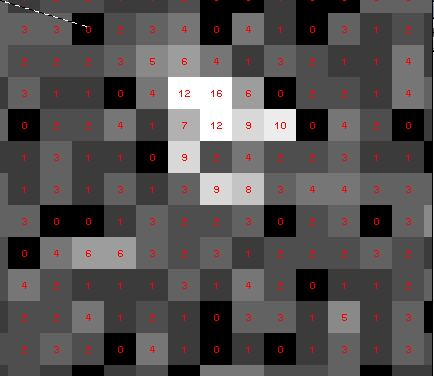 3 3 0 2 3 4 0 4 1 0 3 1 2
2 2 2 3 5 6 4 1 3 2 1 1 4
3 1 1 0 4 12 16 6 0 2 2 1 4
0 2 2 4 1 7 12 9 10 0 4 2 0
1 3 1 1 0 9 2 4 2 2 3 1 1
1 3 1 3 1 3 9 8 3 4 4 3 3
3 0 0 1 3 2 2 3 0 2 3 0 3
0 4 6 6 3 2 3 1 2 2 2 3 2
4 2 1 1 1 3 1 4 2 0 1 1 2
2 2 4 1 2 1 0 3 3 1 5 1 3
2 3 2 0 4 1 0 1 0 1 3 1 3